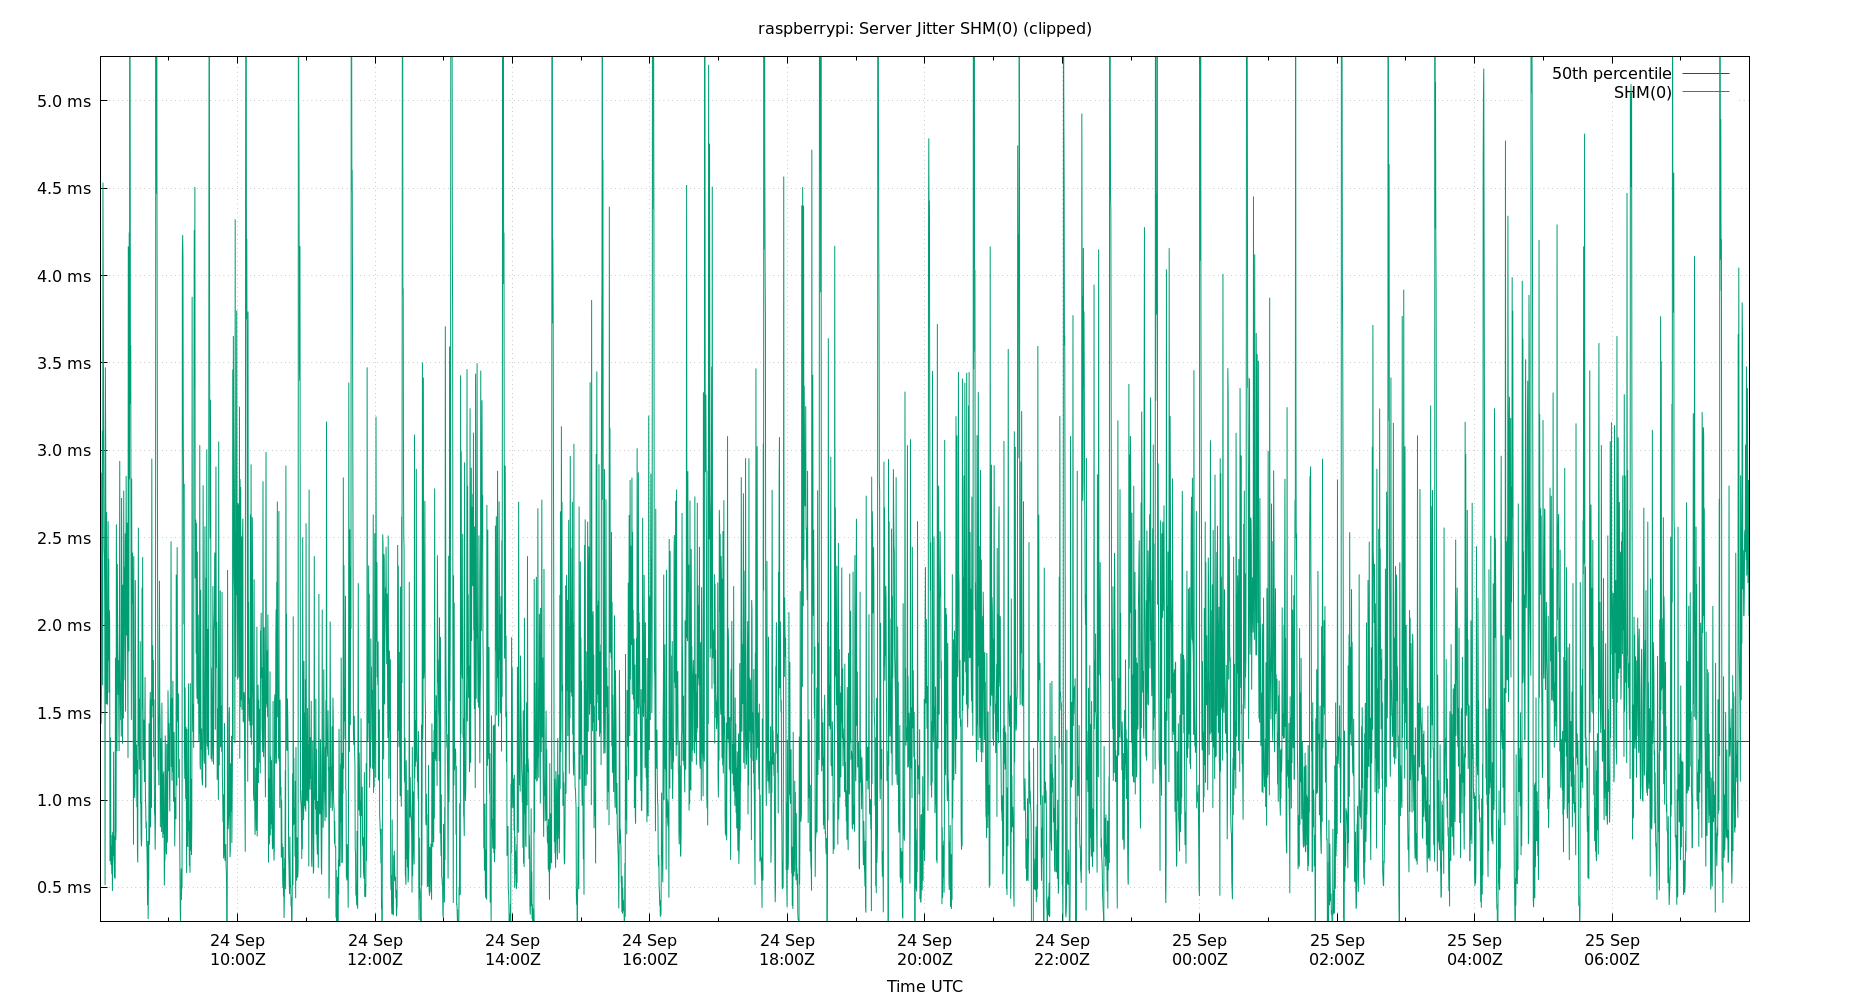 raspberrypi: Server Jitter SHM(0) (clipped)
50th percentile
SHM(0)
5.0 ms
4.5 ms
4.0 ms
3.5 ms
3.0 ms
2.5 ms
2.0 ms
1.5 ms
1.0 ms
0.5 ms
24 Sep 24 Sep 24 Sep 24 Sep 24 Sep 24 Sep 24 Sep 25 Sep 25 Sep 25 Sep 25 Sep
10:00Z 12:00Z 14:00Z 16:00Z 18:00Z 20:00Z 22:00Z 00:00Z 02:00Z 04:00Z 06:00Z
Time UTC